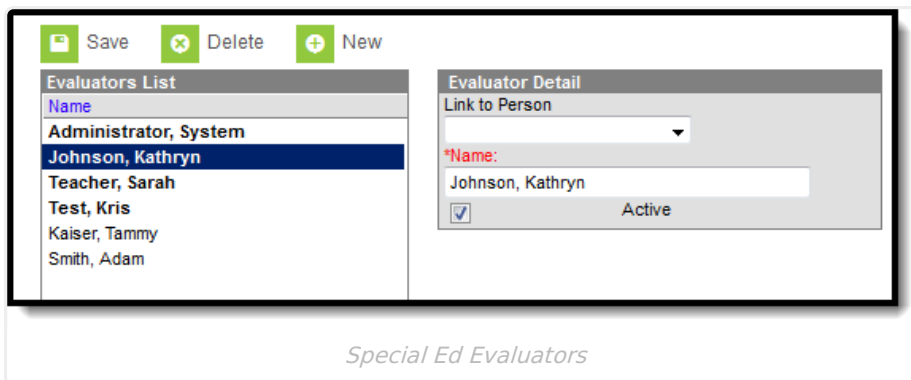 Save Delete New
Evaluators List
Name
Administrator, System
Johnson, Kathryn
Teacher, Sarah
Test, Kris
Kaiser, Tammy
Smith, Adam
Evaluator Detail
Link to Person
*Name:
Johnson, Kathryn
Active
Special Ed Evaluators